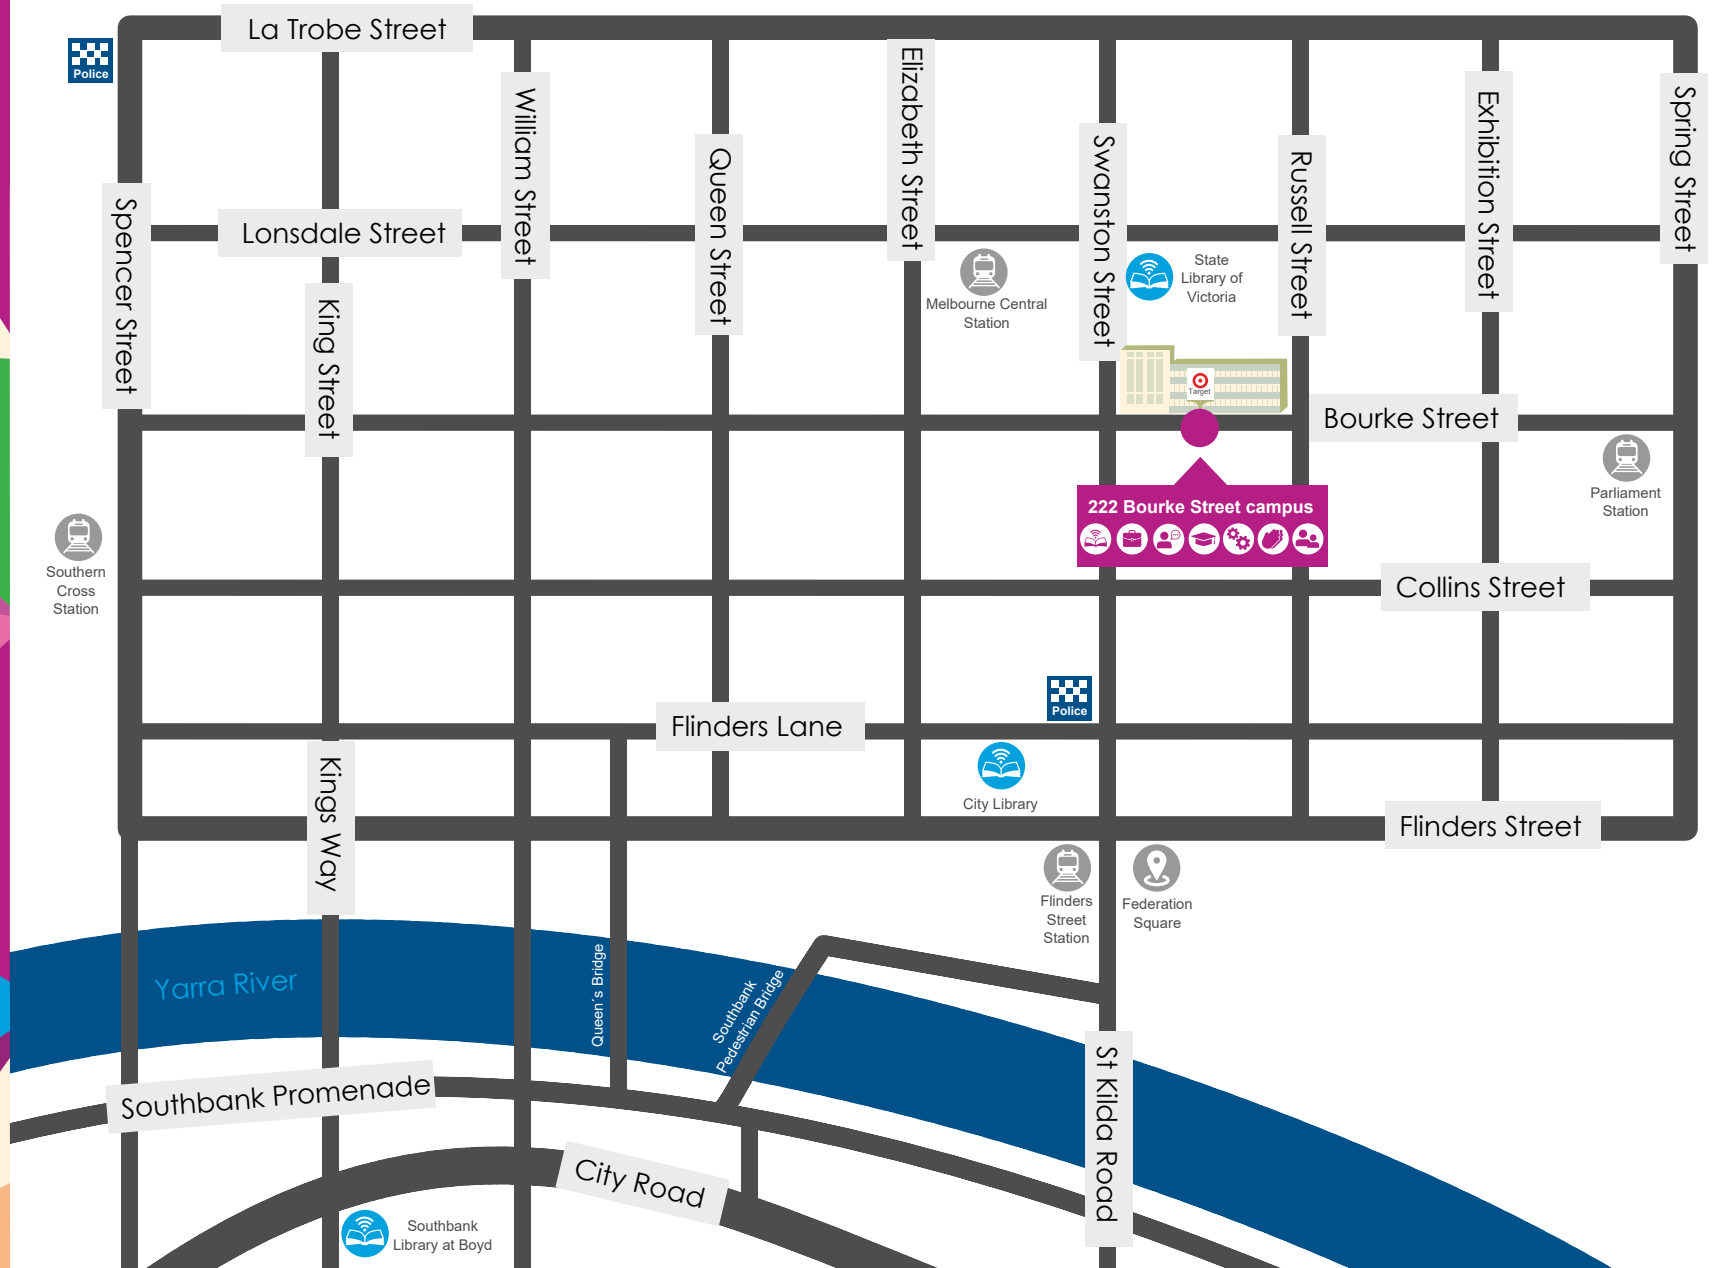 La Trobe Street
Police
Elizabeth Street
William Street
Exhibition Street
Spring Street
Swanston Street
Queen Street
Russell Street
Spencer Street
Lonsdale Street
State
Library of
Victoria
King Street
Melbourne Central
Station
Target
Bourke Street
Parliament
Station
222 Bourke Street campus
Southern
Cross
Station
Collins Street
Police
Flinders Lane
Kings Way
City Library
Flinders Street
Flinders
Street
Station
Federation
Square
Yarra River
Queen's Bridge
Southbank
Pedestrian Bridge
St Kilda Road
Southbank Promenade
City Road
Southbank
Library at Boyd